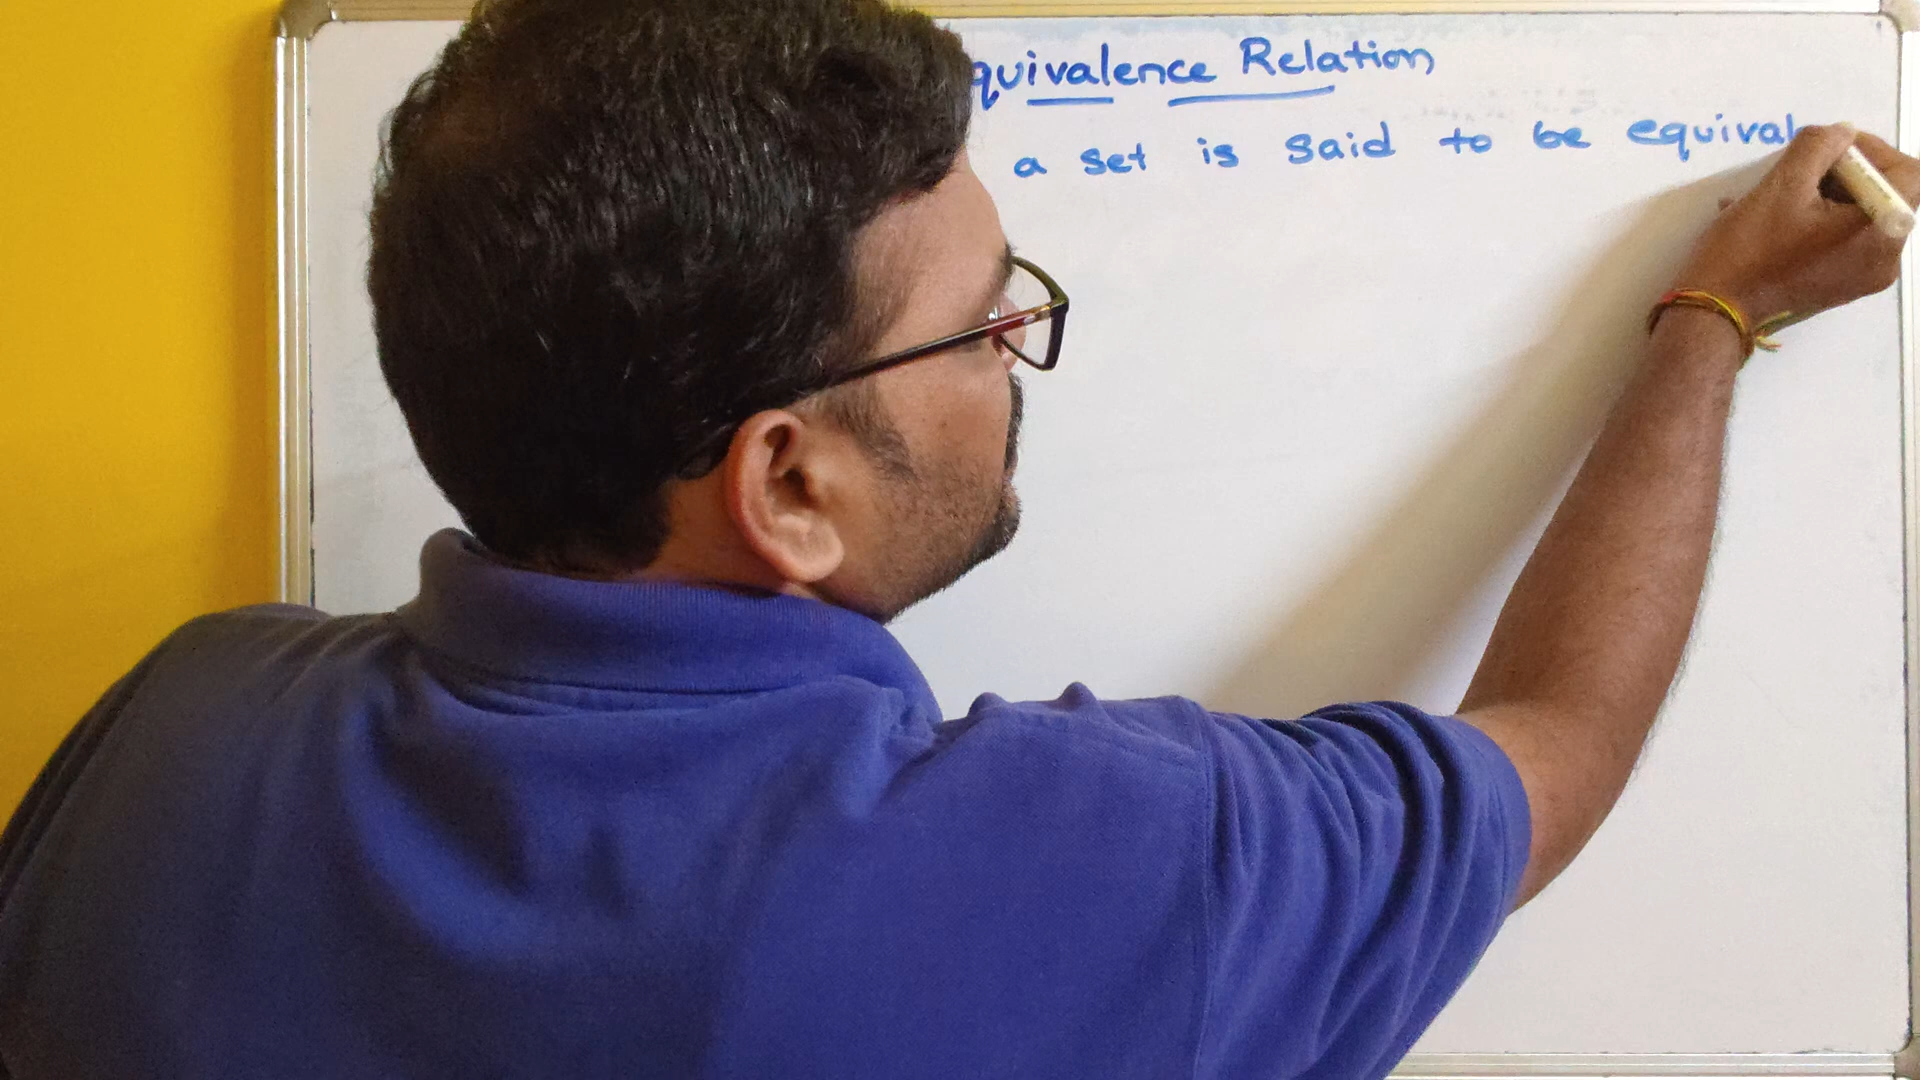 quivalence Relation
a set is said to be equival